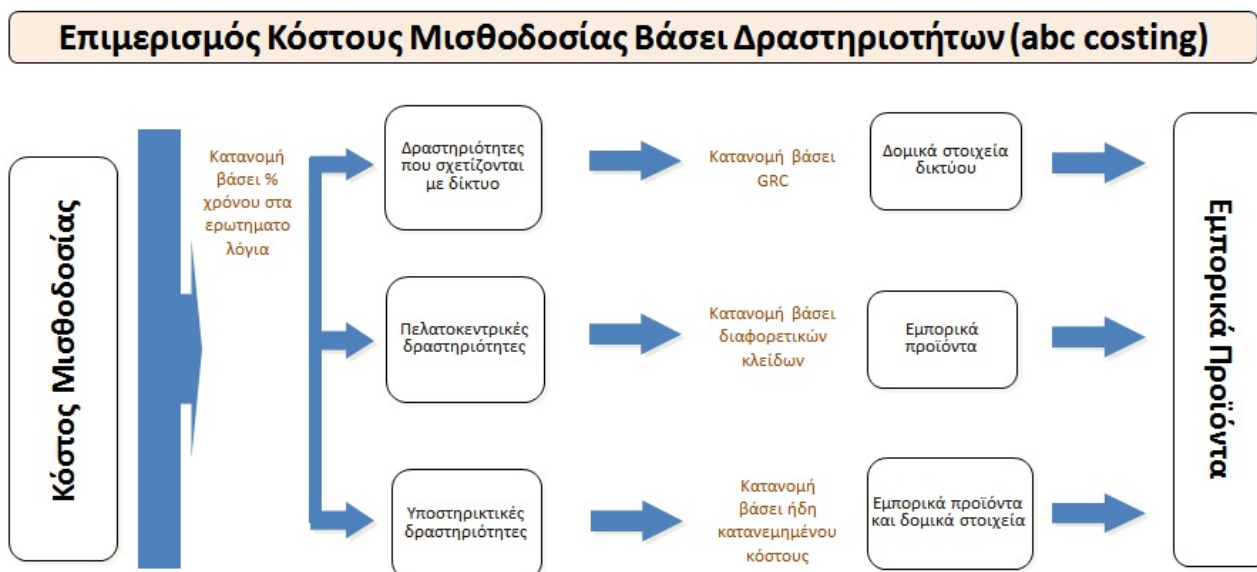 Επιμερισμός Κόστους Μισθοδοσίας Βάσει Δραστηριοτήτων (abc costing)
Κόστος Μισθοδοσίας
Κατανομή
βάσει %
χρόνου στα
ερωτηματο
λόγια
Δραστηριότητες
που σχετίζονται
με δίκτυο
Κατανομή βάσει
GRC
Δομικά στοιχεία
δικτύου
Πελατοκεντρικές
δραστηριότητες
Κατανομή βάσει
διαφορετικών
κλείδων
Εμπορικά
προϊόντα
Υποστηρικτικές
δραστηριότητες
Κατανομή
βάσει ήδη
κατανεμημένου
κόστους
Εμπορικά προϊόντα
και δομικά στοιχεία
Εμπορικά Προϊόντα